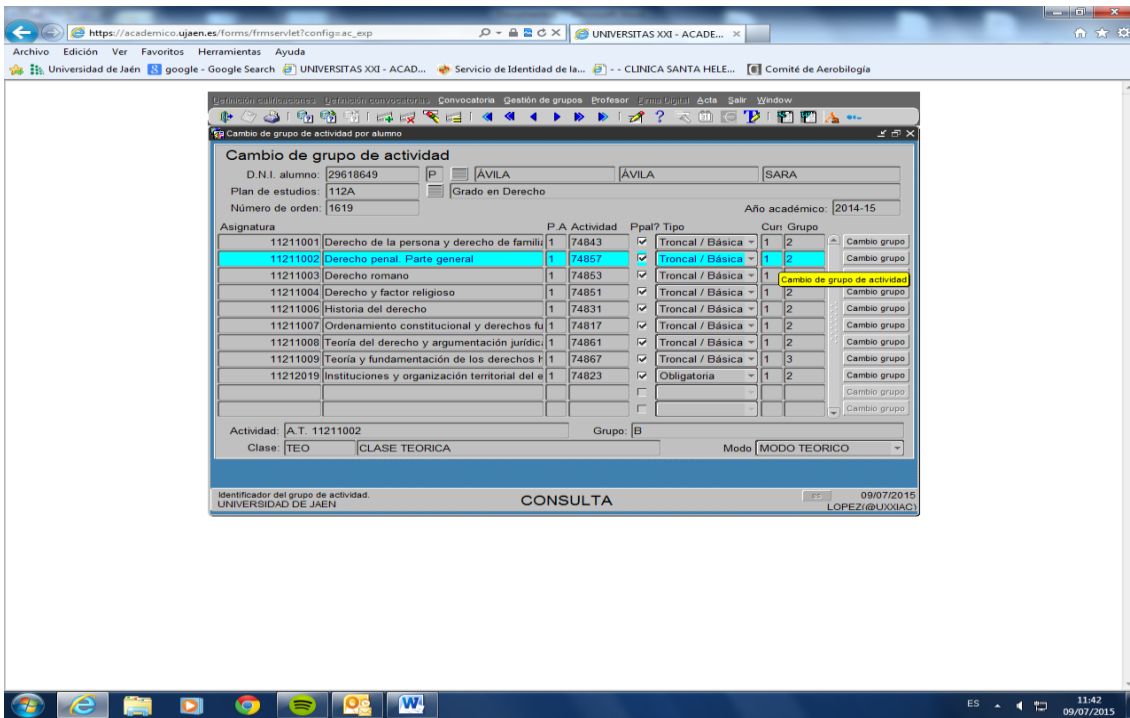 https://academico.ujaen.es/forms/frmservlet?config=ac_exp
UNIVERSITAS XXI - ACADE...
Archivo Edición Ver Favoritos Herramientas Ayuda
Universidad de Jaén google - Google Search UNIVERSITAS XXI - ACAD... Servicio de Identidad de la... - - CLINICA SANTA HELE... Comité de Aerobilogía
Definición calificaciones Definición convocatorias Convocatoria Gestión de grupos Profesor Firma Digital Acta Salir Window
Cambio de grupo de actividad por alumno
Cambio de grupo de actividad
D.N.I. alumno: 29618649 P ÁVILA ÁVILA SARA
Plan de estudios: 112A Grado en Derecho
Número de orden: 1619 Año académico: 2014-15
Asignatura P.A Actividad Ppal? Tipo Curs Grupo
11211001 Derecho de la persona y derecho de familia 1 74843 Troncal / Básica 1 2 Cambio grupo
11211002 Derecho penal. Parte general 1 74857 Troncal / Básica 1 2 Cambio grupo
11211003 Derecho romano 1 74853 Troncal / Básica 1 Cambio de grupo de actividad
11211004 Derecho y factor religioso 1 74851 Troncal / Básica 1 2 Cambio grupo
11211006 Historia del derecho 1 74831 Troncal / Básica 1 2 Cambio grupo
11211007 Ordenamiento constitucional y derechos fu 1 74817 Troncal / Básica 1 2 Cambio grupo
11211008 Teoría del derecho y argumentación jurídica 1 74861 Troncal / Básica 1 2 Cambio grupo
11211009 Teoría y fundamentación de los derechos h 1 74867 Troncal / Básica 1 3 Cambio grupo
11212019 Instituciones y organización territorial del e 1 74823 Obligatoria 1 2 Cambio grupo
Cambio grupo
Cambio grupo
Actividad: A.T. 11211002 Grupo: B
Clase: TEO CLASE TEORICA Modo MODO TEORICO
Identificador del grupo de actividad.
UNIVERSIDAD DE JAEN CONSULTA es 09/07/2015
LOPEZ(@UXXIAC)
ES 11:42
09/07/2015